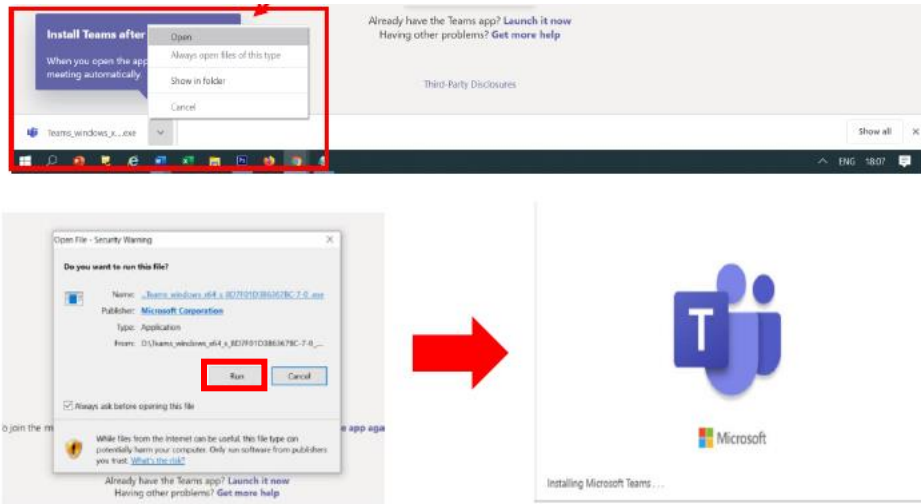 Already have the Teams app? Launch it now
Having other problems? Get more help
Third-Party Disclosures
Install Teams after
When you open the app
meeting automatically.
Open
Always open files of this type
Show in folder
Cancel
Teams_windows_x....exe
Show all
ENG 18:07
Open File - Security Warning
Do you want to run this file?
Name:
Publisher: Microsoft Corporation
Type: Application
From:
Run Cancel
Always ask before opening this file
While files from the Internet can be useful, this file type can
potentially harm your computer. Only run software from publishers
you trust. What's the risk?
o join the m
e app aga
Already have the Teams app? Launch it now
Having other problems? Get more help
T
Microsoft
Installing Microsoft Teams . . .